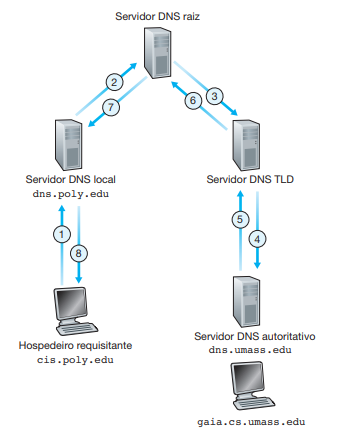 Servidor DNS raiz
2
3
7
6
Servidor DNS local
dns.poly.edu
Servidor DNS TLD
1
8
5
4
Hospedeiro requisitante
cis.poly.edu
Servidor DNS autoritativo
dns.umass.edu
gaia.cs.umass.edu